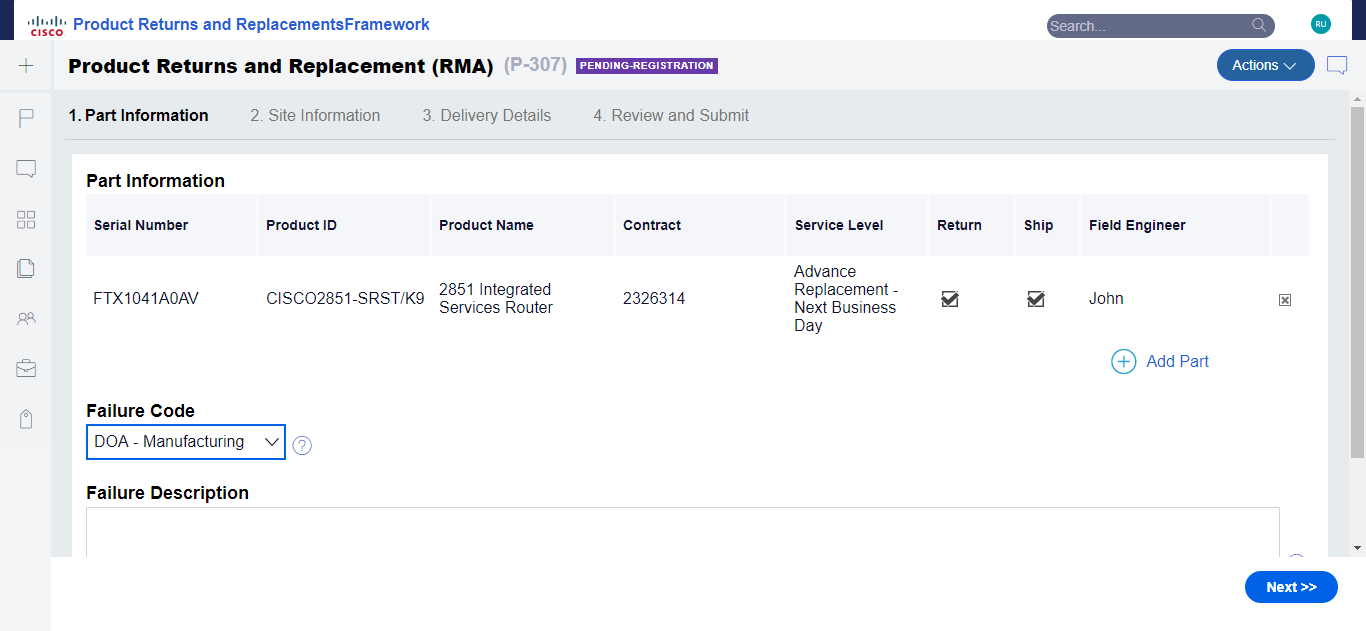 CISCO Product Returns and ReplacementsFramework
Search...
RU
Product Returns and Replacement (RMA) (P-307) PENDING-REGISTRATION
Actions
1. Part Information 2. Site Information 3. Delivery Details 4. Review and Submit
Part Information
Serial Number Product ID Product Name Contract Service Level Return Ship Field Engineer
FTX1041A0AV CISCO2851-SRST/K9
2851 Integrated
Services Router
2326314
Advance
Replacement -
Next Business
Day
John
Add Part
Failure Code
DOA - Manufacturing
?
Failure Description
Next >>